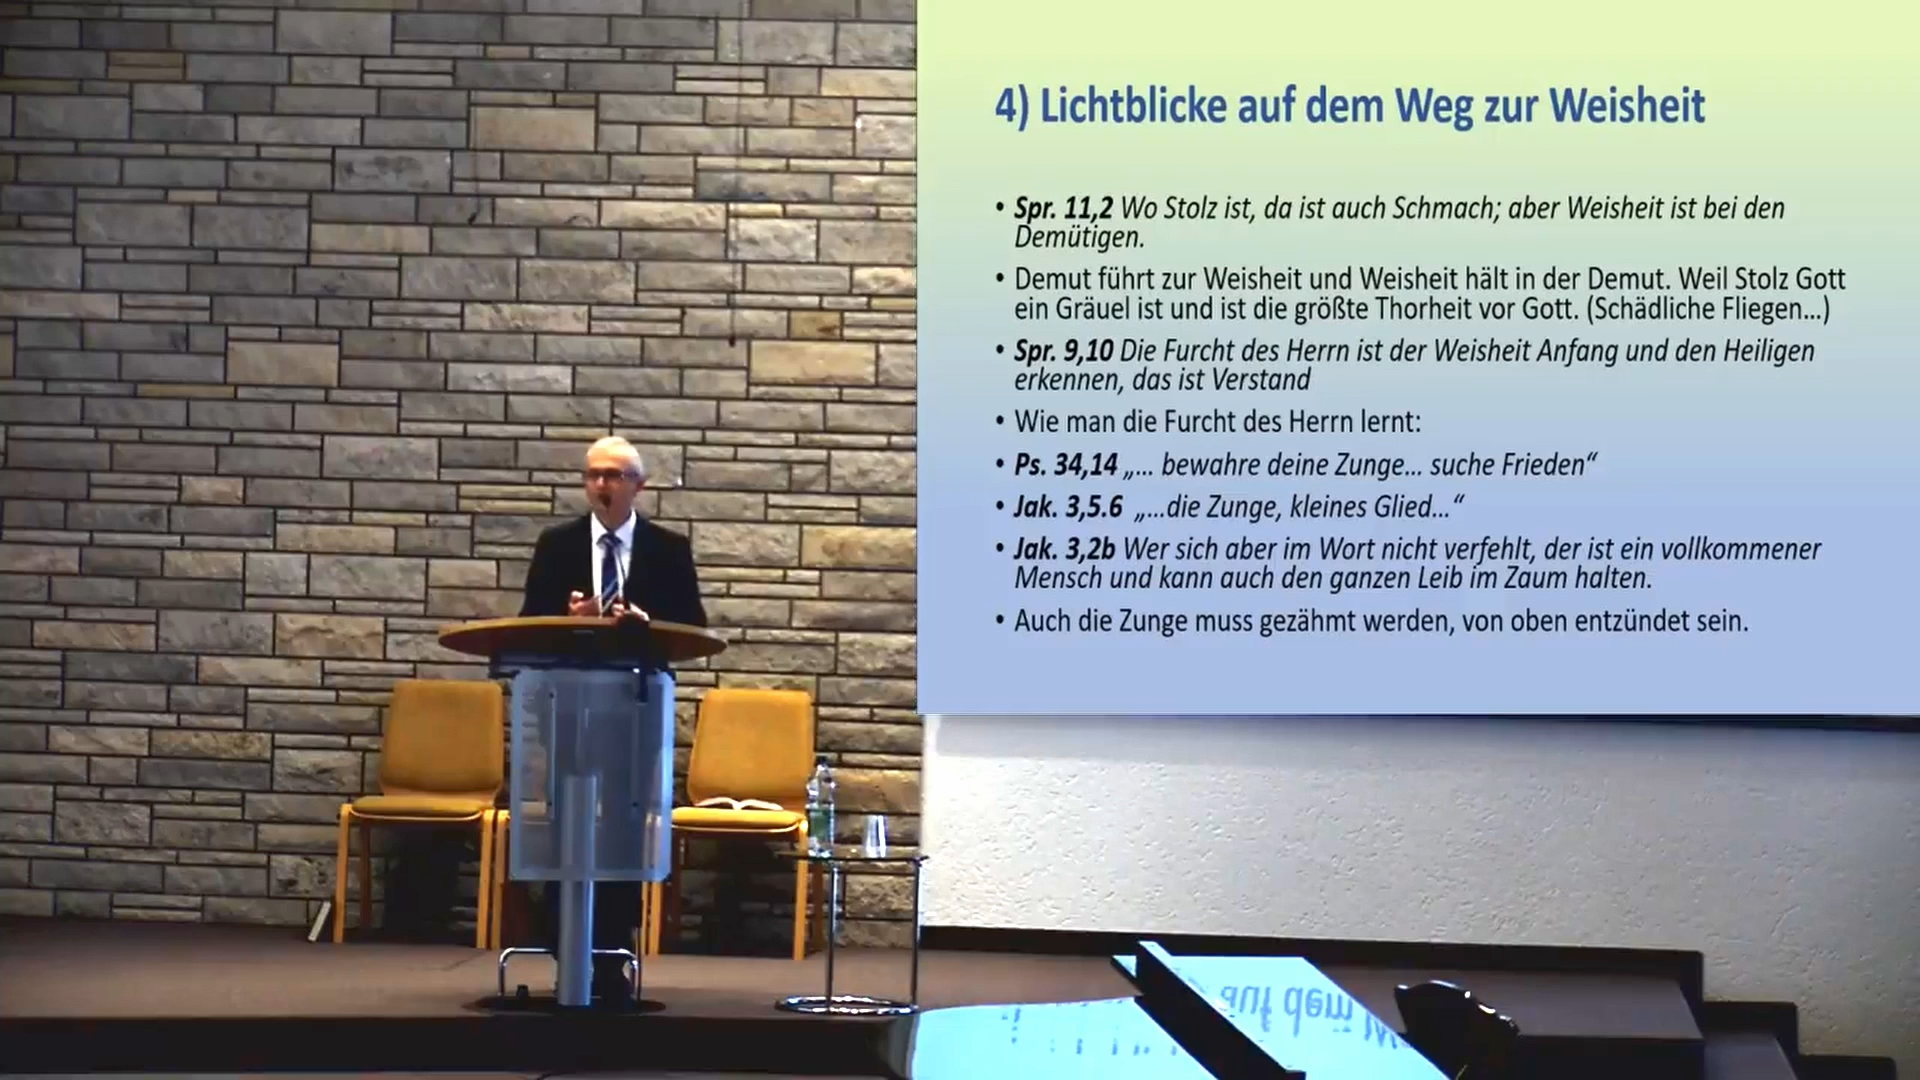 4) Lichtblicke auf dem Weg zur Weisheit
• Spr. 11,2 Wo Stolz ist, da ist auch Schmach; aber Weisheit ist bei den
Demütigen.
• Demut führt zur Weisheit und Weisheit hält in der Demut. Weil Stolz Gott
ein Gräuel ist und ist die größte Thorheit vor Gott. (Schädliche Fliegen...)
• Spr. 9,10 Die Furcht des Herrn ist der Weisheit Anfang und den Heiligen
erkennen, das ist Verstand
• Wie man die Furcht des Herrn lernt:
• Ps. 34,14 „... bewahre deine Zunge... suche Frieden“
• Jak. 3,5.6 „...die Zunge, kleines Glied...“
• Jak. 3,2b Wer sich aber im Wort nicht verfehlt, der ist ein vollkommener
Mensch und kann auch den ganzen Leib im Zaum halten.
• Auch die Zunge muss gezähmt werden, von oben entzündet sein.
auf dem